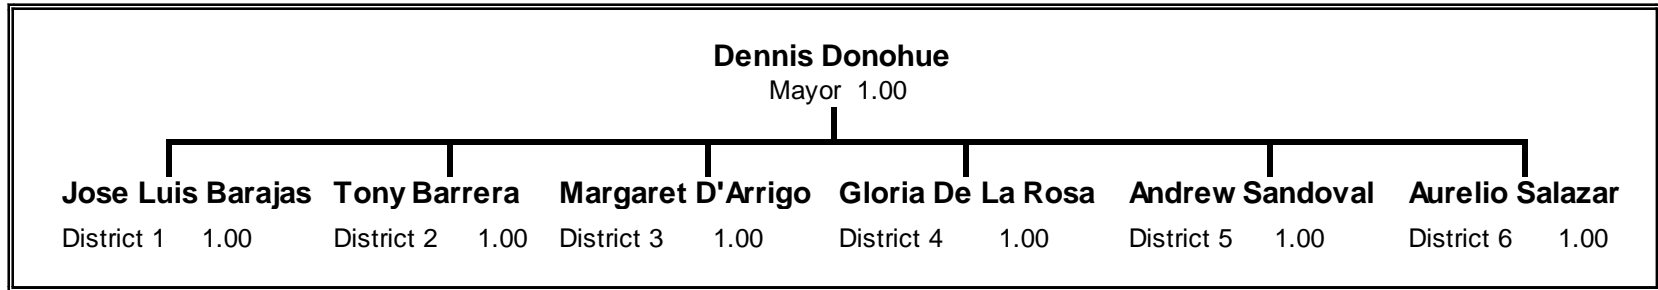 Dennis Donohue
Mayor 1.00
Jose Luis Barajas Tony Barrera Margaret D'Arrigo Gloria De La Rosa Andrew Sandoval Aurelio Salazar
District 1 1.00 District 2 1.00 District 3 1.00 District 4 1.00 District 5 1.00 District 6 1.00